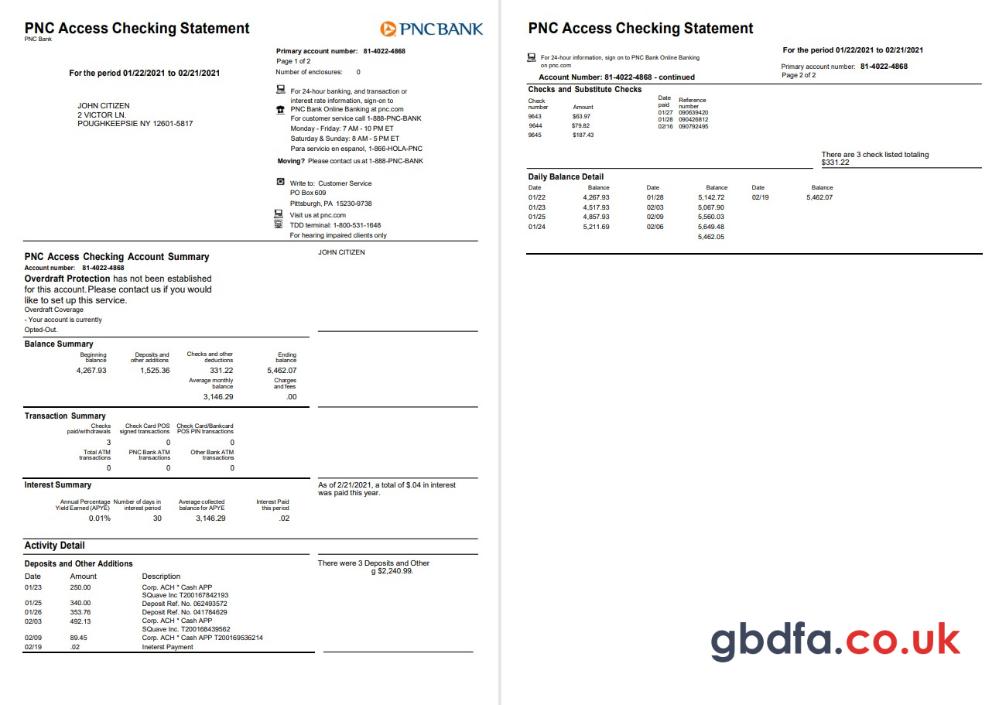 PNC Access Checking Statement
PNC Bank
PNCBANK
For the period 01/22/2021 to 02/21/2021
JOHN CITIZEN
2 VICTOR LN.
POUGHKEEPSIE NY 12601-5817
Primary account number: 81-4022-4868
Page 1 of 2
Number of enclosures: 0
For 24-hour banking, and transaction or
interest rate information, sign-on to
PNC Bank Online Banking at pnc.com
For customer service call 1-888-PNC-BANK
Monday - Friday: 7 AM - 10 PM ET
Saturday & Sunday: 8 AM - 5 PM ET
Para servicio en espanol, 1-866-HOLA-PNC
Moving? Please contact us at 1-888-PNC-BANK
Write to: Customer Service
PO Box 609
Pittsburgh, PA 15230-9738
Visit us at pnc.com
TDD terminal: 1-800-531-1648
For hearing impaired clients only
PNC Access Checking Account Summary
Account number: 81-4022-4868
Overdraft Protection has not been established
for this account.Please contact us if you would
like to set up this service.
Overdraft Coverage
- Your account is currently
Opted-Out.
JOHN CITIZEN
Balance Summary
Beginning balance Deposits and other additions Checks and other deductions Ending balance
4,267.93 1,525.36 331.22 5,462.07
Average monthly balance Charges and fees
3,146.29 .00
Transaction Summary
Checks paid/withdrawals Check Card POS signed transactions Check Card/Bankcard POS PIN transactions
3 0 0
Total ATM transactions PNC Bank ATM transactions Other Bank ATM transactions
0 0 0
Interest Summary
Annual Percentage Yield Earned (APYE) Number of days in interest period Average collected balance for APYE Interest Paid this period
0.01% 30 3,146.29 .02
As of 2/21/2021, a total of $.04 in interest
was paid this year.
Activity Detail
Deposits and Other Additions
Date Amount Description
01/23 250.00 Corp. ACH * Cash APP
SQuave Inc T200167842193
01/25 340.00 Deposit Ref. No. 062493572
01/26 353.76 Deposit Ref. No. 041784629
02/03 492.13 Corp. ACH * Cash APP
SQuave Inc. T200168439562
02/09 89.45 Corp. ACH * Cash APP T200169536214
02/19 .02 Ineterst Payment
There were 3 Deposits and Other
g $2,240.99.
PNC Access Checking Statement
For 24-hour information, sign on to PNC Bank Online Banking
on pnc.com
Account Number: 81-4022-4868 - continued
For the period 01/22/2021 to 02/21/2021
Primary account number: 81-4022-4868
Page 2 of 2
Checks and Substitute Checks
Check number Amount Date paid Reference number
9643 $63.97 01/27 090639420
9644 $79.82 01/28 090426812
9645 $187.43 02/16 090792495
There are 3 check listed totaling
$331.22
Daily Balance Detail
Date Balance Date Balance Date Balance
01/22 4,267.93 01/28 5,142.72 02/19 5,462.07
01/23 4,517.93 02/03 5,067.90
01/25 4,857.93 02/09 5,560.03
01/24 5,211.69 02/06 5,649.48
5,462.05
gbdfa.co.uk